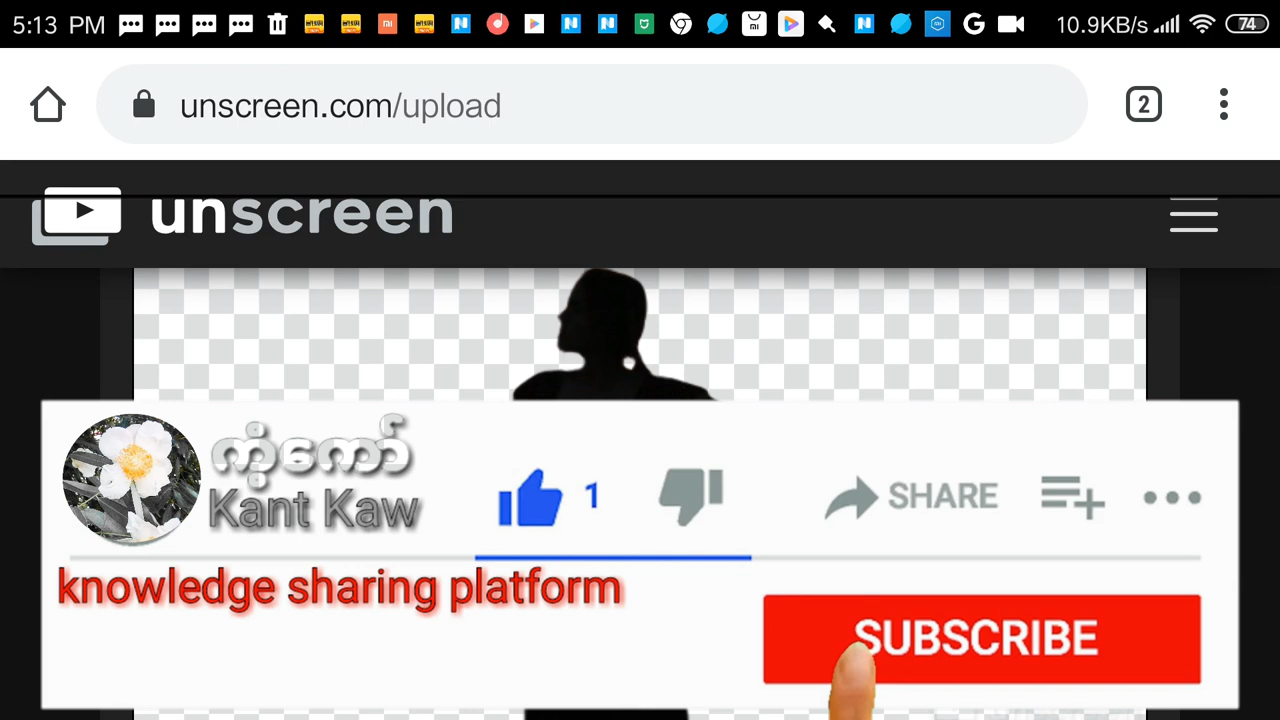 5:13 PM
10.9KB/s
74
unscreen.com/upload
2
unscreen
ကံ့ကော်
Kant Kaw
1
SHARE
knowledge sharing platform
SUBSCRIBE